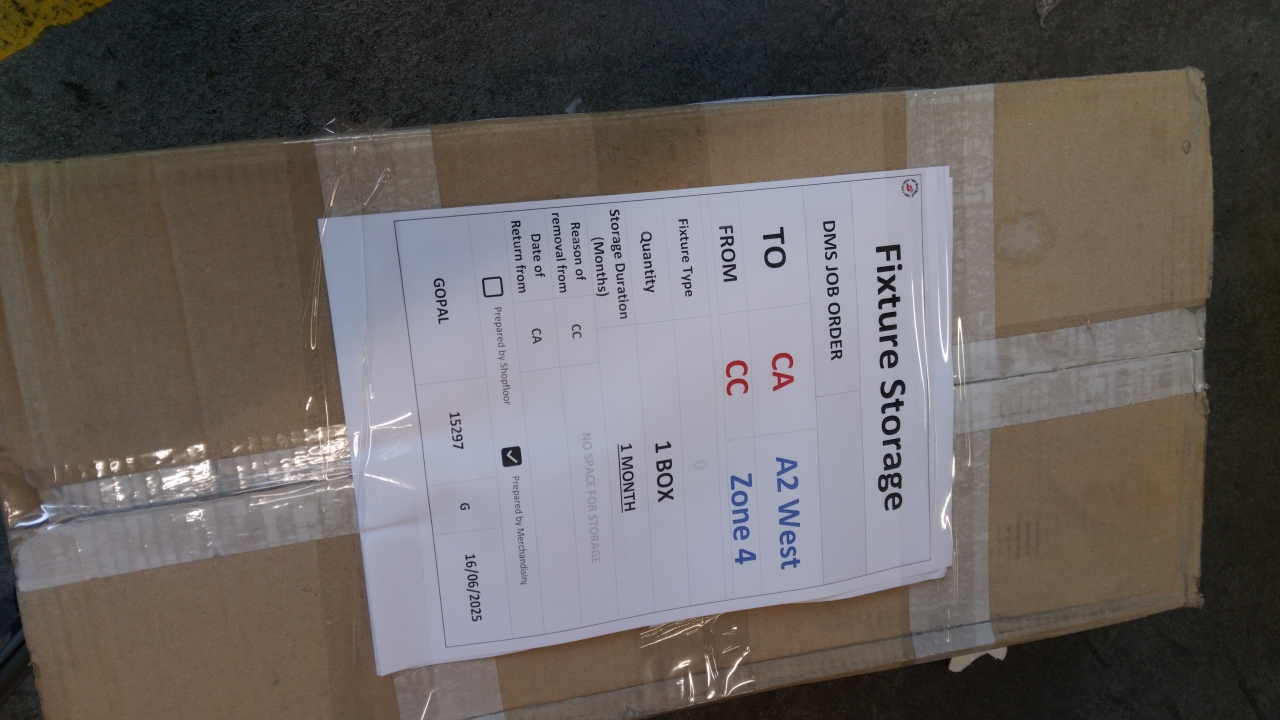 Fixture Storage
DMS JOB ORDER
TO CA A2 West
FROM CC Zone 4
Fixture Type 0
Quantity 1 BOX
Storage Duration (Months) 1 MONTH
Reason of removal from CC NO SPACE FOR STORAGE
Date of Return from CA
Prepared by Shopfloor Prepared by Merchandising
GOPAL 15297 G 16/06/2025